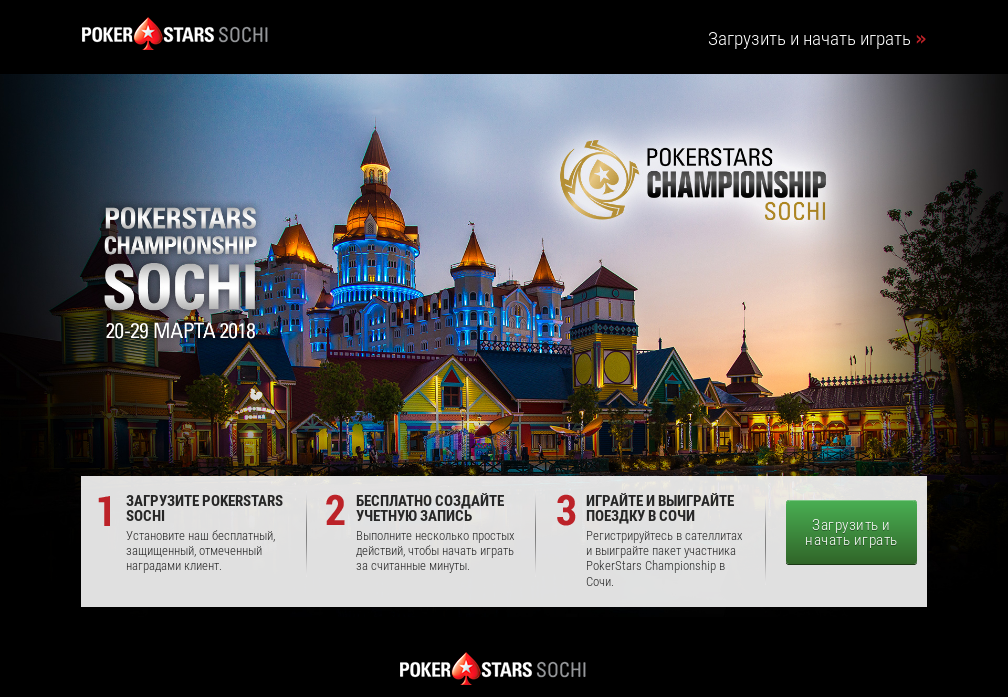 POKER STARS SOCHI
Загрузить и начать играть »
POKERSTARS
CHAMPIONSHIP
SOCHI
POKERSTARS
CHAMPIONSHIP
SOCHI
20-29 МАРТА 2018
1 ЗАГРУЗИТЕ POKERSTARS
SOCHI
Установите наш бесплатный,
защищенный, отмеченный
наградами клиент.
2 БЕСПЛАТНО СОЗДАЙТЕ
УЧЕТНУЮ ЗАПИСЬ
Выполните несколько простых
действий, чтобы начать играть
за считанные минуты.
3 ИГРАЙТЕ И ВЫИГРАЙТЕ
ПОЕЗДКУ В СОЧИ
Регистрируйтесь в сателлитах
и выиграйте пакет участника
PokerStars Championship в
Сочи.
Загрузить и
начать играть
POKER STARS SOCHI